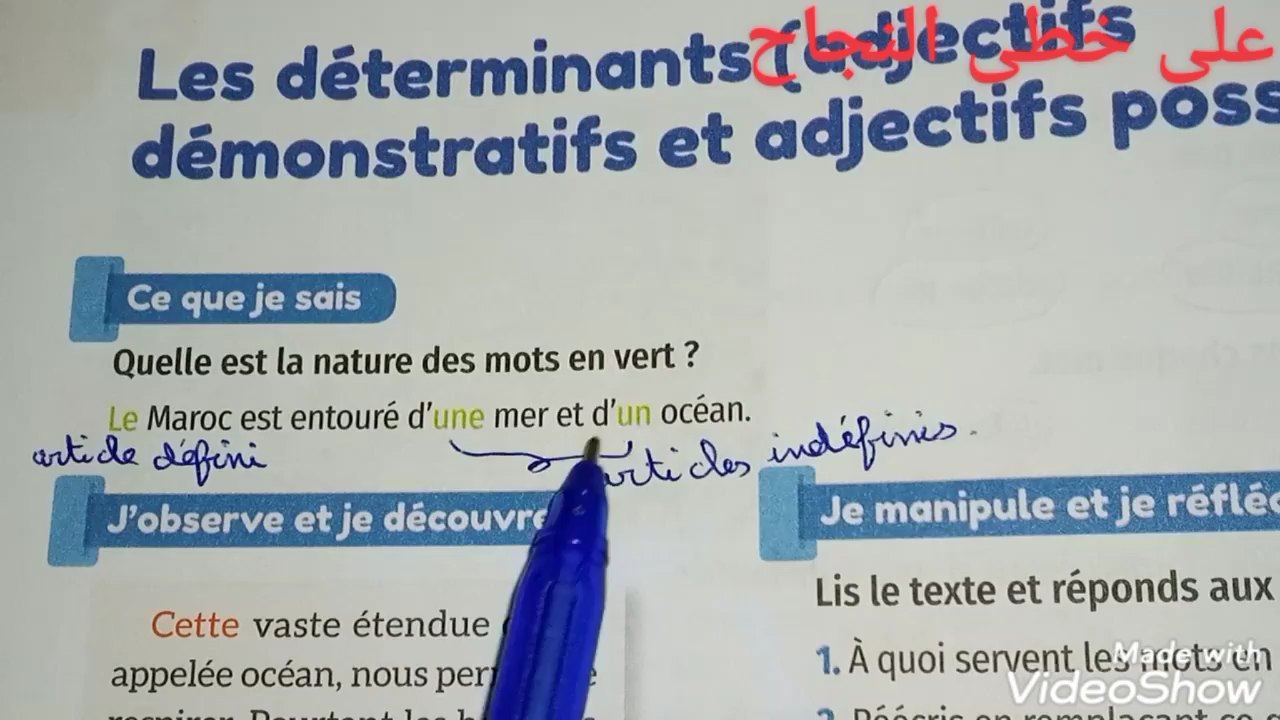 على خطى النجاح
Les déterminants (adjectifs
démonstratifs et adjectifs poss
Ce que je sais
Quelle est la nature des mots en vert ?
Le Maroc est entouré d'une mer et d'un océan.
article défini
articles indéfinis.
J'observe et je découvre
Je manipule et je réfléc
Cette vaste étendue
appelée océan, nous per
Lis le texte et réponds aux
1. À quoi servent les mots en
Made with
VideoShow